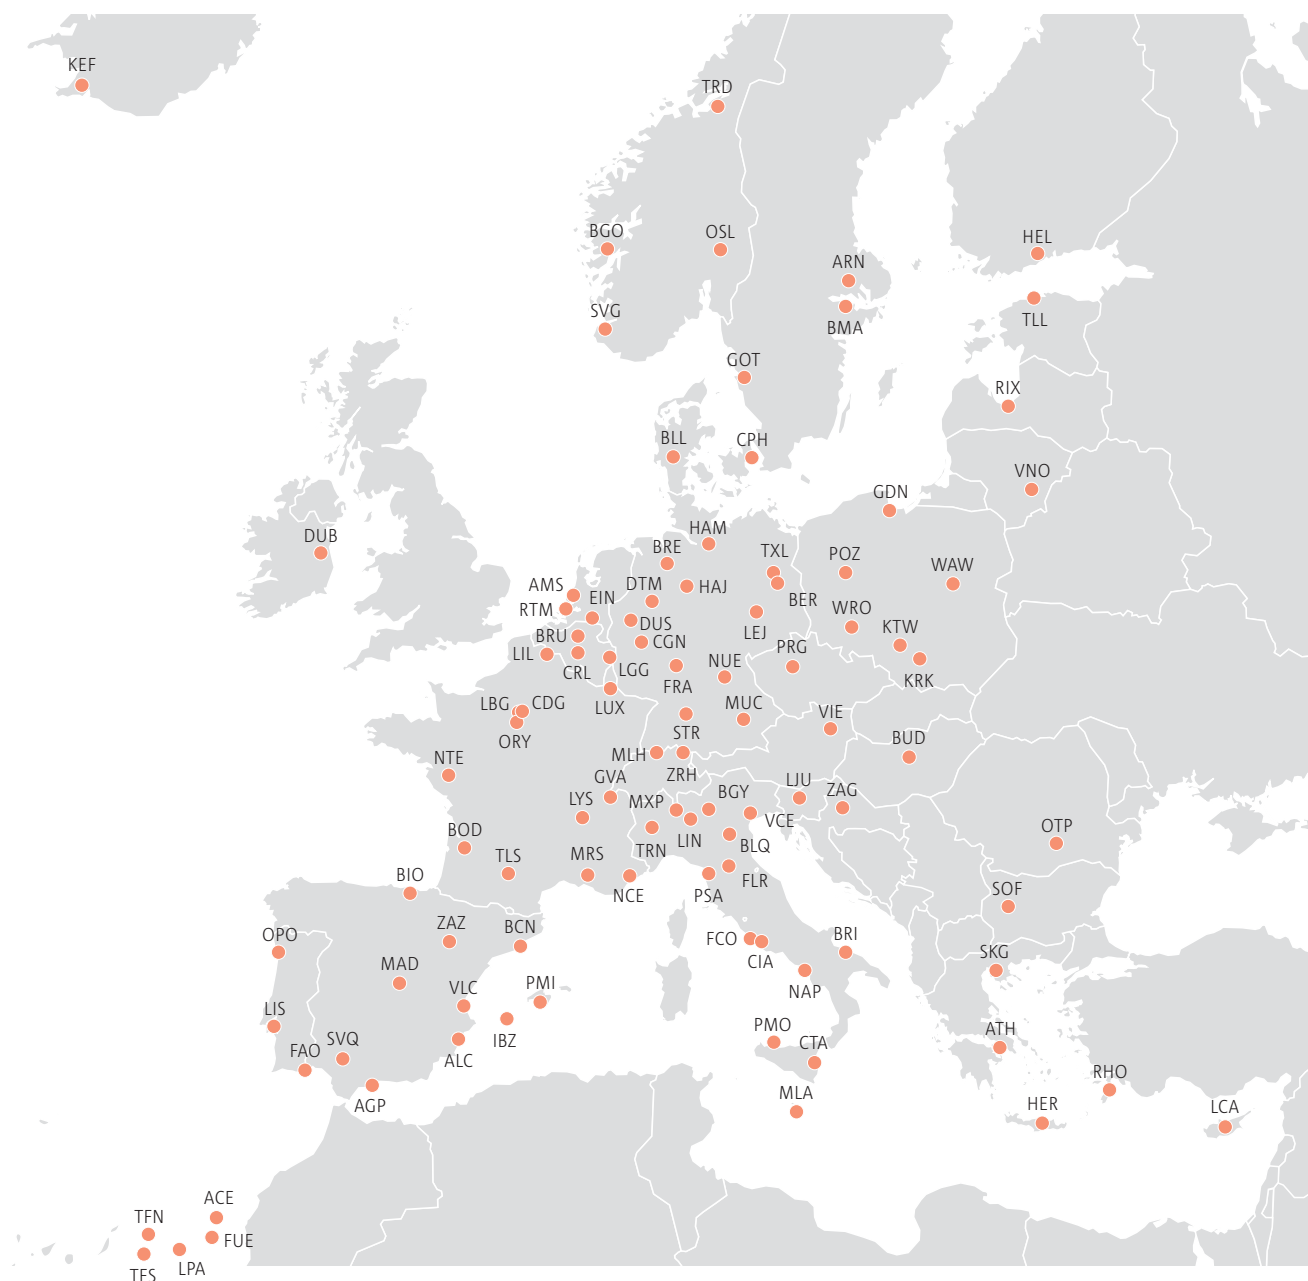 KEF
TRD
BGO
OSL
HEL
ARN
SVG
TLL
BMA
GOT
RIX
BLL
CPH
VNO
GDN
HAM
DUB
BRE
TXL
POZ
WAW
AMS
DTM
HAJ
EIN
BER
RTM
WRO
DUS
LEJ
KTW
BRU
CGN
PRG
LIL
NUE
CRL
LGG
KRK
FRA
LBG
CDG
MUC
LUX
VIE
STR
ORY
BUD
NTE
MLH
ZRH
GVA
LJU
ZAG
LYS
MXP
BGY
VCE
OTP
BOD
LIN
BLQ
TRN
TLS
MRS
BIO
FLR
SOF
NCE
PSA
ZAZ
BCN
OPO
FCO
BRI
CIA
SKG
MAD
PMI
VLC
NAP
LIS
PMO
ATH
SVQ
IBZ
CTA
FAO
ALC
RHO
MLA
AGP
HER
LCA
ACE
TFN
FUE
LPA
TFS